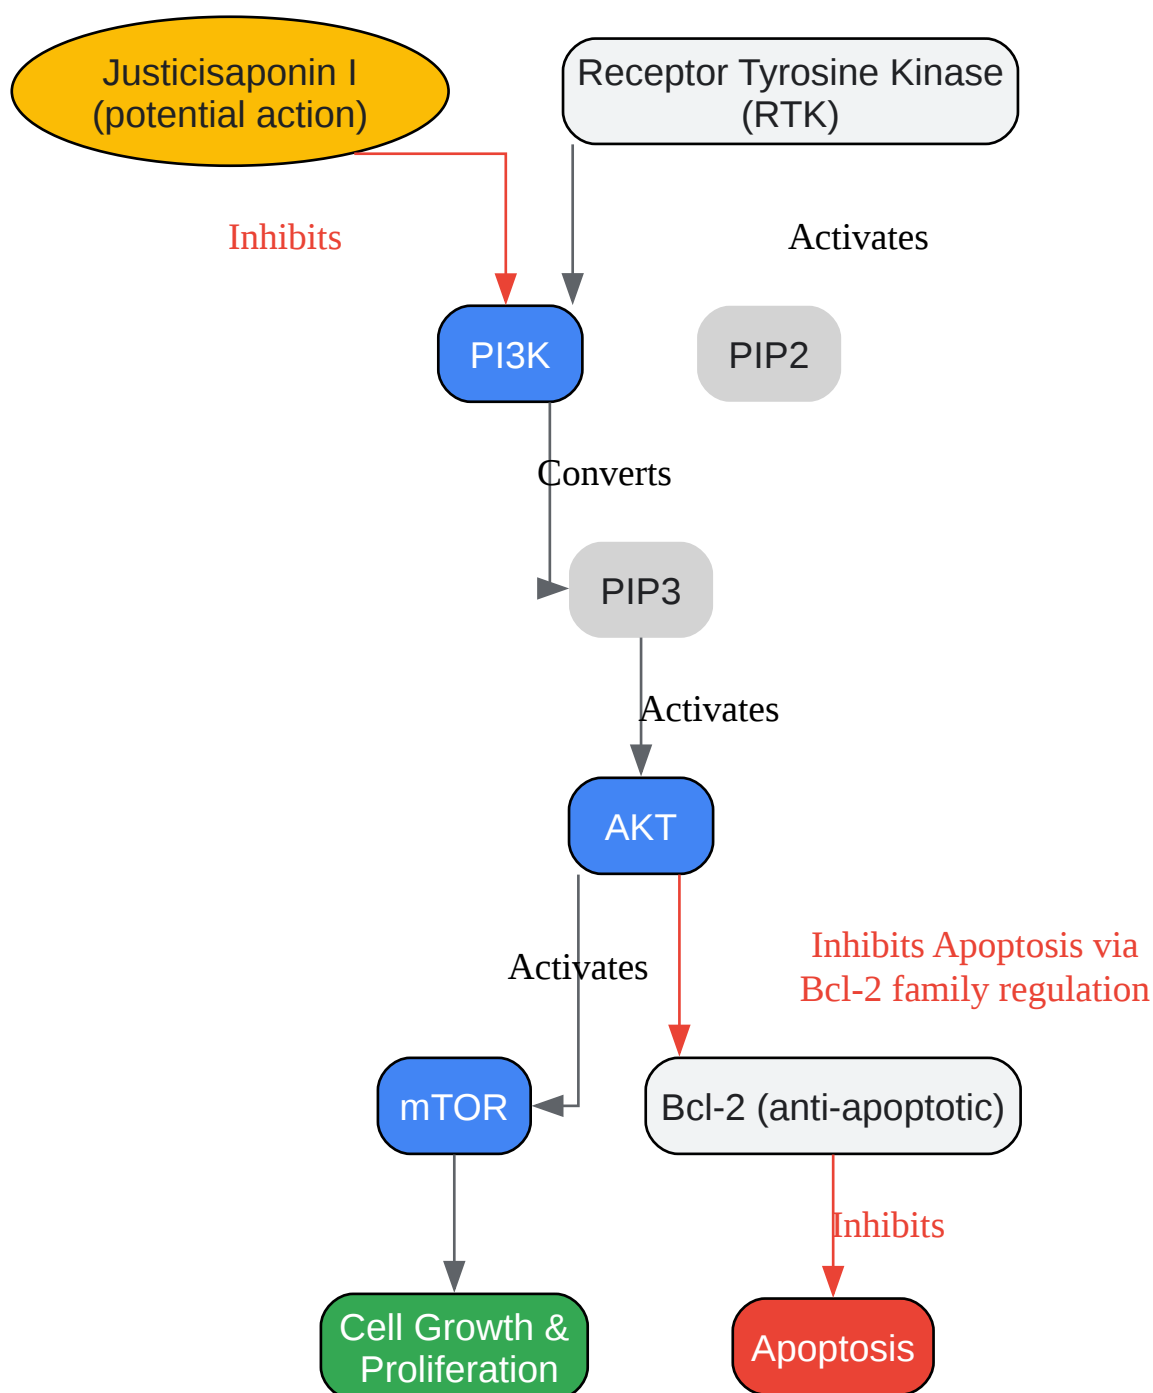 Justicisaponin I
(potential action)
Receptor Tyrosine Kinase
(RTK)
Inhibits
Activates
PI3K
PIP2
Converts
PIP3
Activates
AKT
Inhibits Apoptosis via
Bcl-2 family regulation
Activates
mTOR
Bcl-2 (anti-apoptotic)
Inhibits
Cell Growth &
Proliferation
Apoptosis